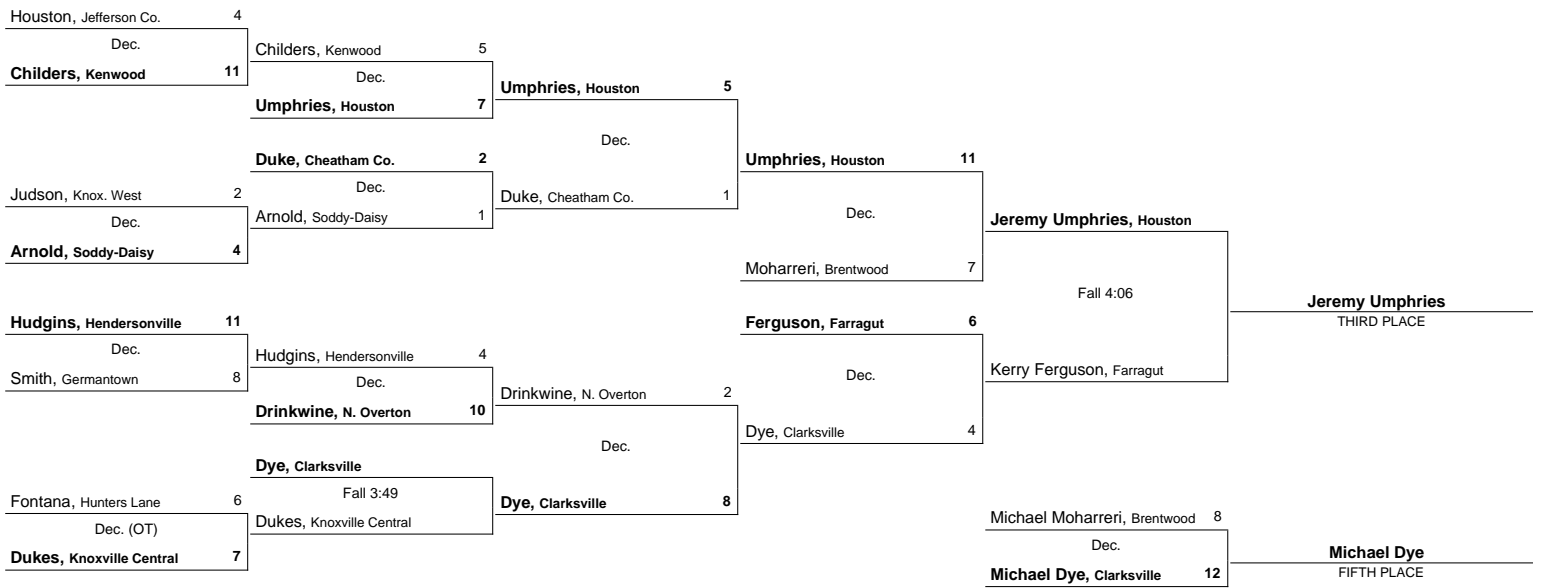 Houston, Jefferson Co. 4
Dec.
Childers, Kenwood 11
Judson, Knox. West 2
Dec.
Arnold, Soddy-Daisy 4
Hudgins, Hendersonville 11
Dec.
Smith, Germantown 8
Fontana, Hunters Lane 6
Dec. (OT)
Dukes, Knoxville Central 7
Childers, Kenwood 5
Dec.
Umphries, Houston 7
Duke, Cheatham Co. 2
Dec.
Arnold, Soddy-Daisy 1
Hudgins, Hendersonville 4
Dec.
Drinkwine, N. Overton 10
Dye, Clarksville
Fall 3:49
Dukes, Knoxville Central
Umphries, Houston 5
Dec.
Duke, Cheatham Co. 1
Drinkwine, N. Overton 2
Dec.
Dye, Clarksville 8
Umphries, Houston 11
Dec.
Moharreri, Brentwood 7
Ferguson, Farragut 6
Dec.
Dye, Clarksville 4
Jeremy Umphries, Houston
Fall 4:06
Kerry Ferguson, Farragut
Jeremy Umphries
THIRD PLACE
Michael Moharreri, Brentwood 8
Dec.
Michael Dye, Clarksville 12
Michael Dye
FIFTH PLACE